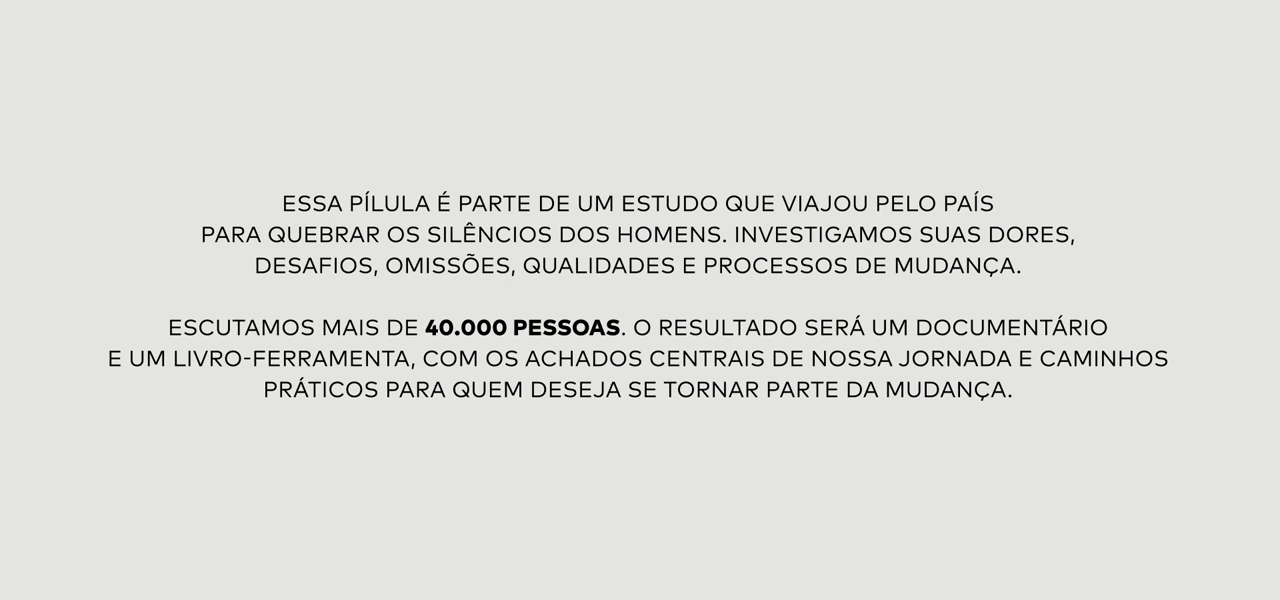 ESSA PÍLULA É PARTE DE UM ESTUDO QUE VIAJOU PELO PAÍS
PARA QUEBRAR OS SILÊNCIOS DOS HOMENS. INVESTIGAMOS SUAS DORES,
DESAFIOS, OMISSÕES, QUALIDADES E PROCESSOS DE MUDANÇA.
ESCUTAMOS MAIS DE 40.000 PESSOAS. O RESULTADO SERÁ UM DOCUMENTÁRIO
E UM LIVRO-FERRAMENTA, COM OS ACHADOS CENTRAIS DE NOSSA JORNADA E CAMINHOS
PRÁTICOS PARA QUEM DESEJA SE TORNAR PARTE DA MUDANÇA.